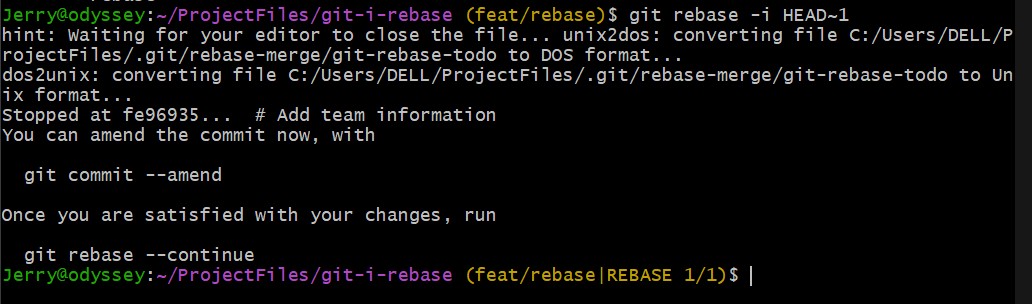 Jerry@odyssey:~/ProjectFiles/git-i-rebase (feat/rebase)$ git rebase -i HEAD~1
hint: Waiting for your editor to close the file... unix2dos: converting file C:/Users/DELL/P
rojectFiles/.git/rebase-merge/git-rebase-todo to DOS format...
dos2unix: converting file C:/Users/DELL/ProjectFiles/.git/rebase-merge/git-rebase-todo to Un
ix format...
Stopped at fe96935...  # Add team information
You can amend the commit now, with
  git commit --amend
Once you are satisfied with your changes, run
  git rebase --continue
Jerry@odyssey:~/ProjectFiles/git-i-rebase (feat/rebase|REBASE 1/1)$